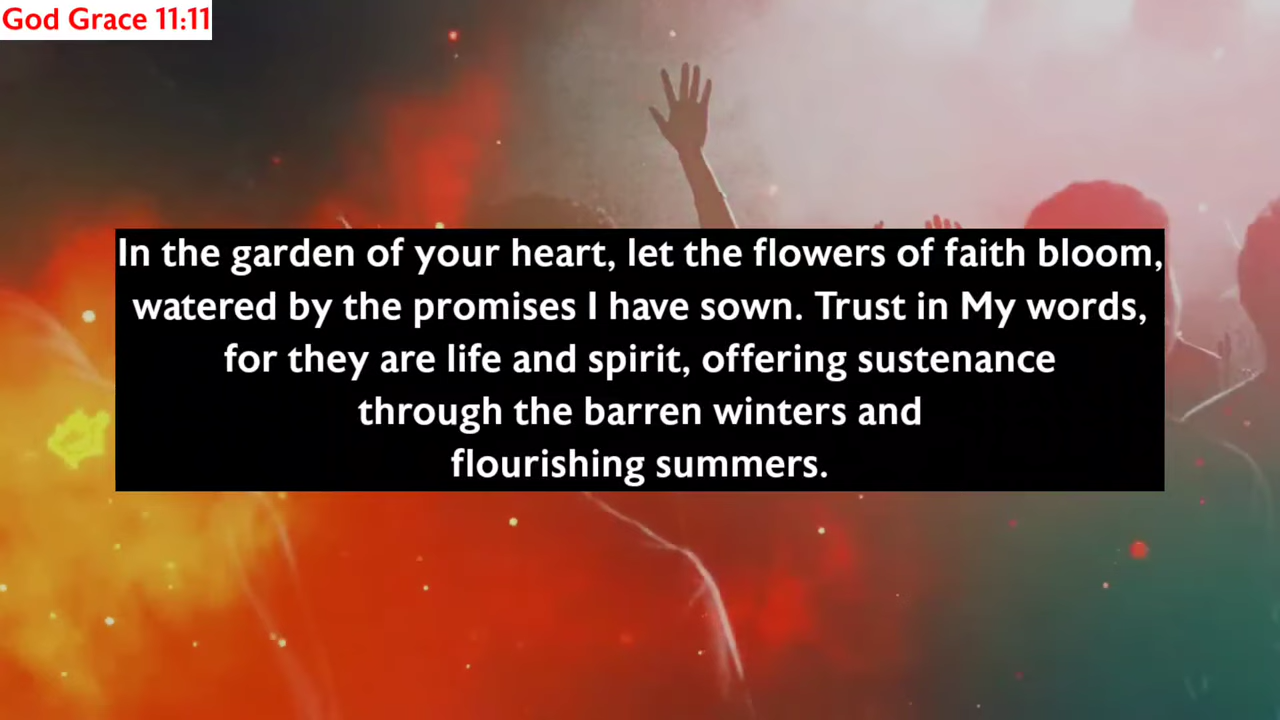 God Grace 11:11
In the garden of your heart, let the flowers of faith bloom,
watered by the promises I have sown. Trust in My words,
for they are life and spirit, offering sustenance
through the barren winters and
flourishing summers.